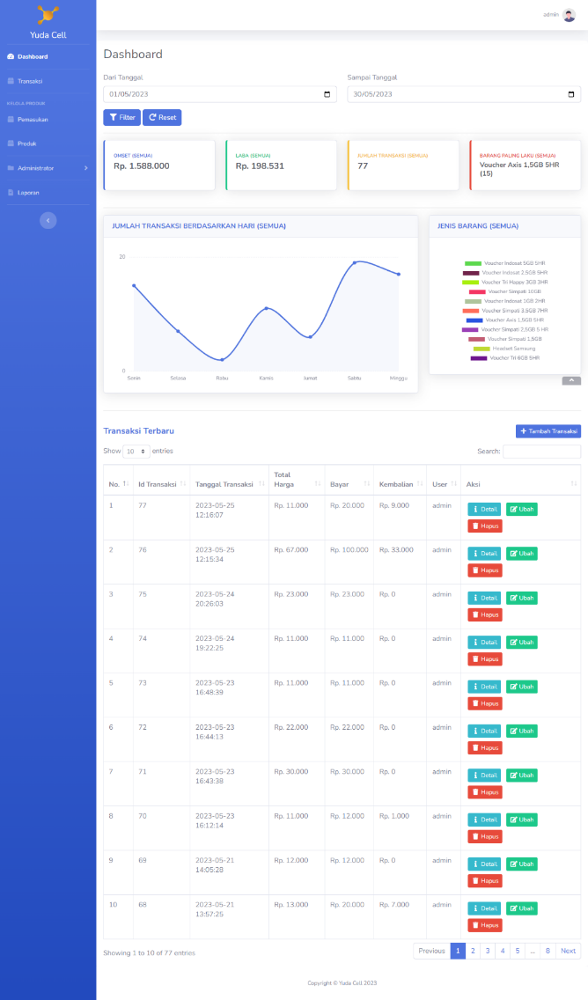 Yuda Cell
Dashboard
Transaksi
KELOLA PRODUK
Pemasukan
Produk
Administrator
Laporan
admin
Dashboard
Dari Tanggal
Sampai Tanggal
01/05/2023
30/05/2023
Filter
Reset
OMSET (SEMUA)
Rp. 1.588.000
LABA (SEMUA)
Rp. 198.531
JUMLAH TRANSAKSI (SEMUA)
77
BARANG PALING LAKU (SEMUA)
Voucher Axis 1,5GB 5HR
(15)
JUMLAH TRANSAKSI BERDASARKAN HARI (SEMUA)
20
0
Senin Selasa Rabu Kamis Jumat Sabtu Minggu
JENIS BARANG (SEMUA)
Voucher Indosat 5GB 5HR
Voucher Indosat 2,5GB 5HR
Voucher Tri Happy 3GB 3HR
Voucher Simpati 10GB
Voucher Indosat 1GB 2HR
Voucher Simpati 3,5GB 7HR
Voucher Axis 1,5GB 5HR
Voucher Simpati 2,5GB 5 HR
Voucher Simpati 1,5GB
Headset Samsung
Voucher Tri 6GB 5HR
Transaksi Terbaru
Tambah Transaksi
Show 10 entries
Search:
No. Id Transaksi Tanggal Transaksi Total Harga Bayar Kembalian User Aksi
1 77 2023-05-25 12:16:07 Rp. 11.000 Rp. 20.000 Rp. 9.000 admin Detail Ubah
Hapus
2 76 2023-05-25 12:15:34 Rp. 67.000 Rp. 100.000 Rp. 33.000 admin Detail Ubah
Hapus
3 75 2023-05-24 20:26:03 Rp. 23.000 Rp. 23.000 Rp. 0 admin Detail Ubah
Hapus
4 74 2023-05-24 19:22:25 Rp. 11.000 Rp. 11.000 Rp. 0 admin Detail Ubah
Hapus
5 73 2023-05-23 16:48:39 Rp. 11.000 Rp. 11.000 Rp. 0 admin Detail Ubah
Hapus
6 72 2023-05-23 16:44:13 Rp. 22.000 Rp. 22.000 Rp. 0 admin Detail Ubah
Hapus
7 71 2023-05-23 16:43:38 Rp. 30.000 Rp. 30.000 Rp. 0 admin Detail Ubah
Hapus
8 70 2023-05-23 16:12:14 Rp. 11.000 Rp. 12.000 Rp. 1.000 admin Detail Ubah
Hapus
9 69 2023-05-21 14:05:28 Rp. 12.000 Rp. 12.000 Rp. 0 admin Detail Ubah
Hapus
10 68 2023-05-21 13:57:25 Rp. 13.000 Rp. 20.000 Rp. 7.000 admin Detail Ubah
Hapus
Showing 1 to 10 of 77 entries
Previous 1 2 3 4 5 ... 8 Next
Copyright © Yuda Cell 2023